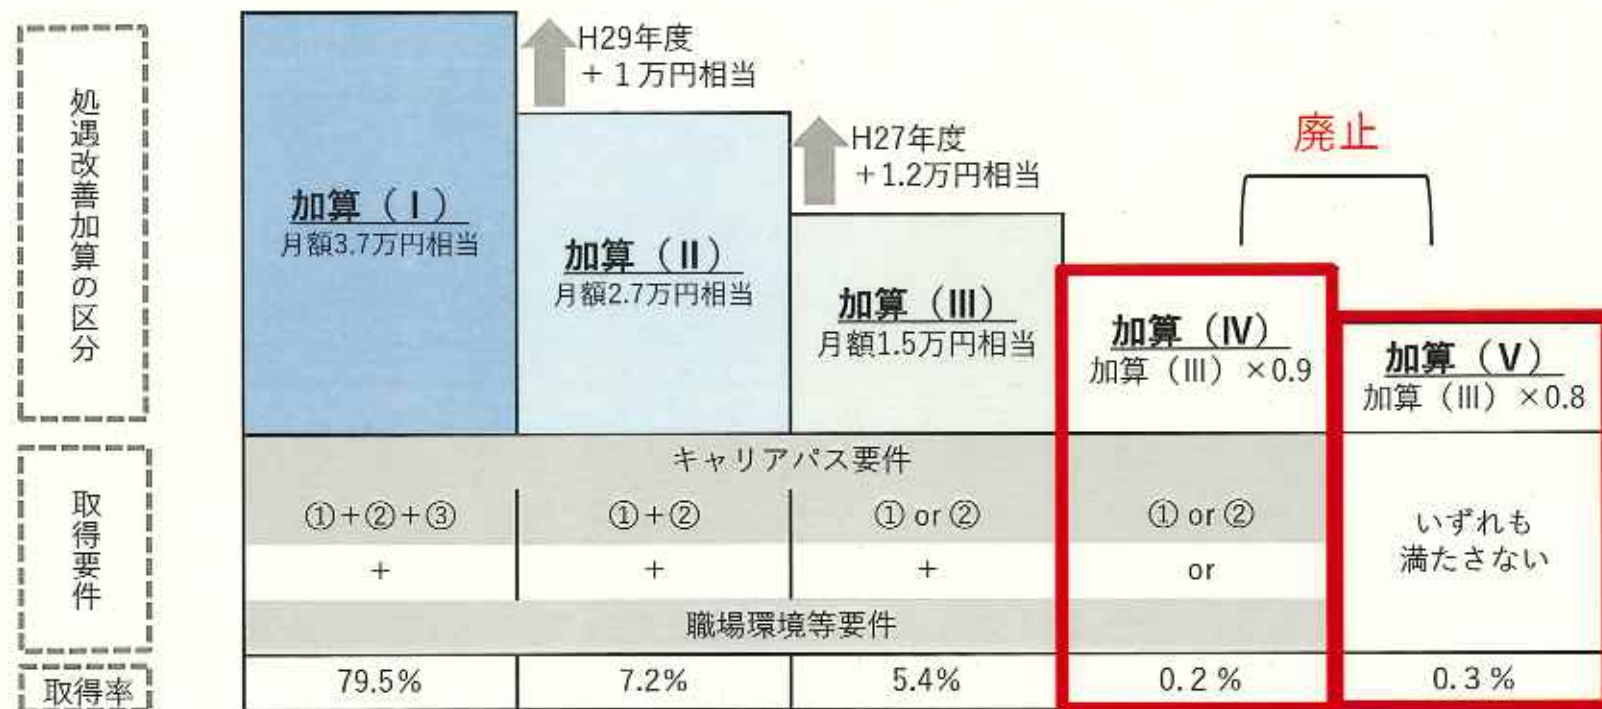 処遇改善加算の区分
H29年度
+ 1 万円相当
H27年度
+1.2万円相当
廃止
加算（Ⅰ）
月額3.7万円相当
加算（Ⅱ）
月額2.7万円相当
加算（Ⅲ）
月額1.5万円相当
加算（Ⅳ）
加算（Ⅲ）×0.9
加算（Ⅴ）
加算（Ⅲ）×0.8
取得要件
キャリアパス要件
①+②+③
①+②
① or ②
① or ②
いずれも
満たさない
+
+
+
or
職場環境等要件
取得率
79.5%
7.2%
5.4%
0.2 %
0.3 %